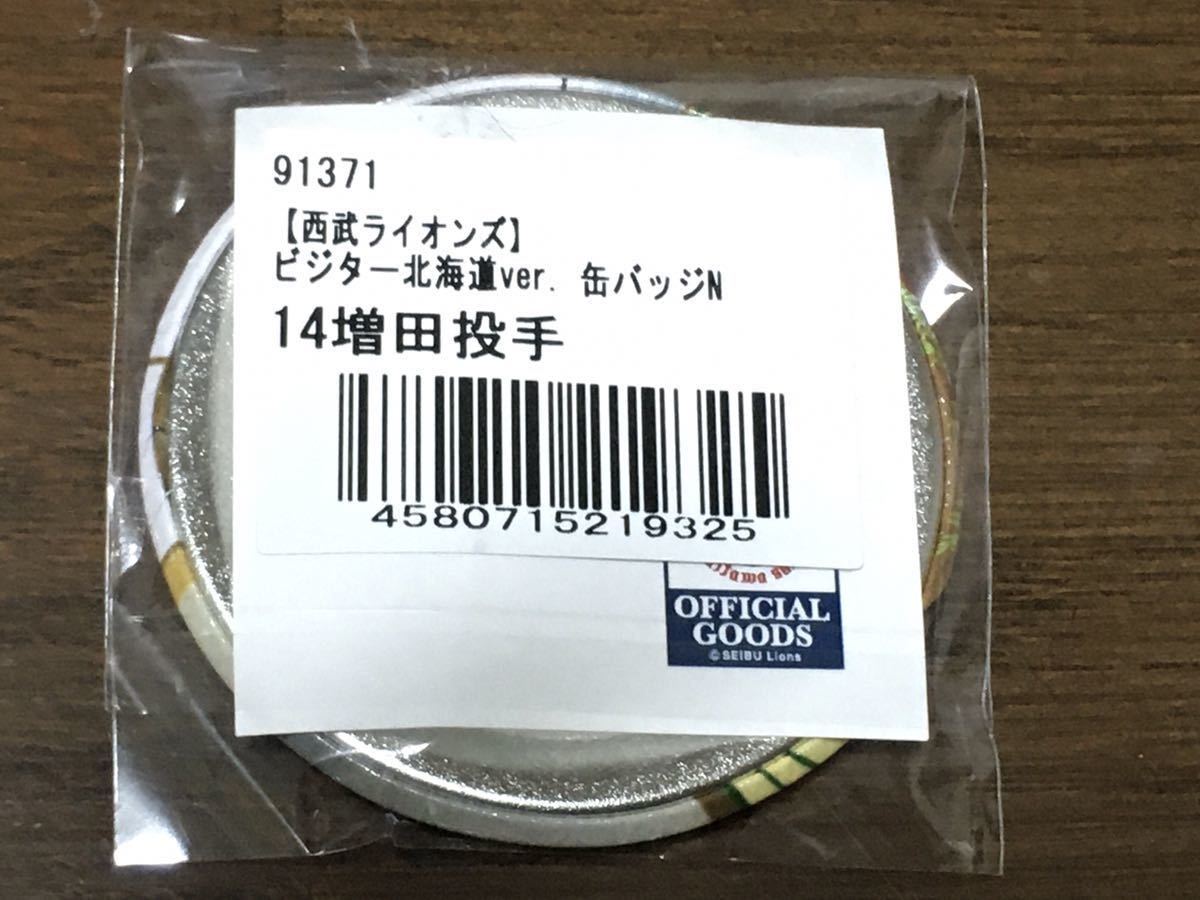 91371
【西武ライオンズ】
ビジター北海道ver. 缶バッジN
14増田投手
4580715219325
OFFICIAL
GOODS
©SEIBU Lions